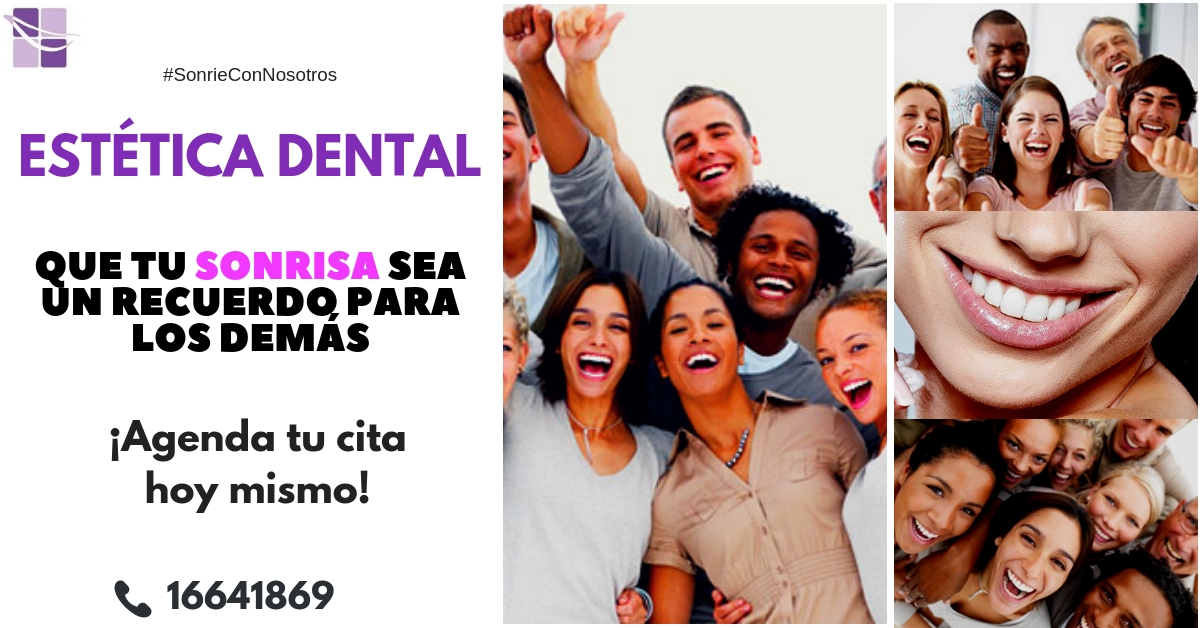 #SonrieConNosotros
ESTÉTICA DENTAL
QUE TU SONRISA SEA
UN RECUERDO PARA
LOS DEMÁS
¡Agenda tu cita
hoy mismo!
16641869